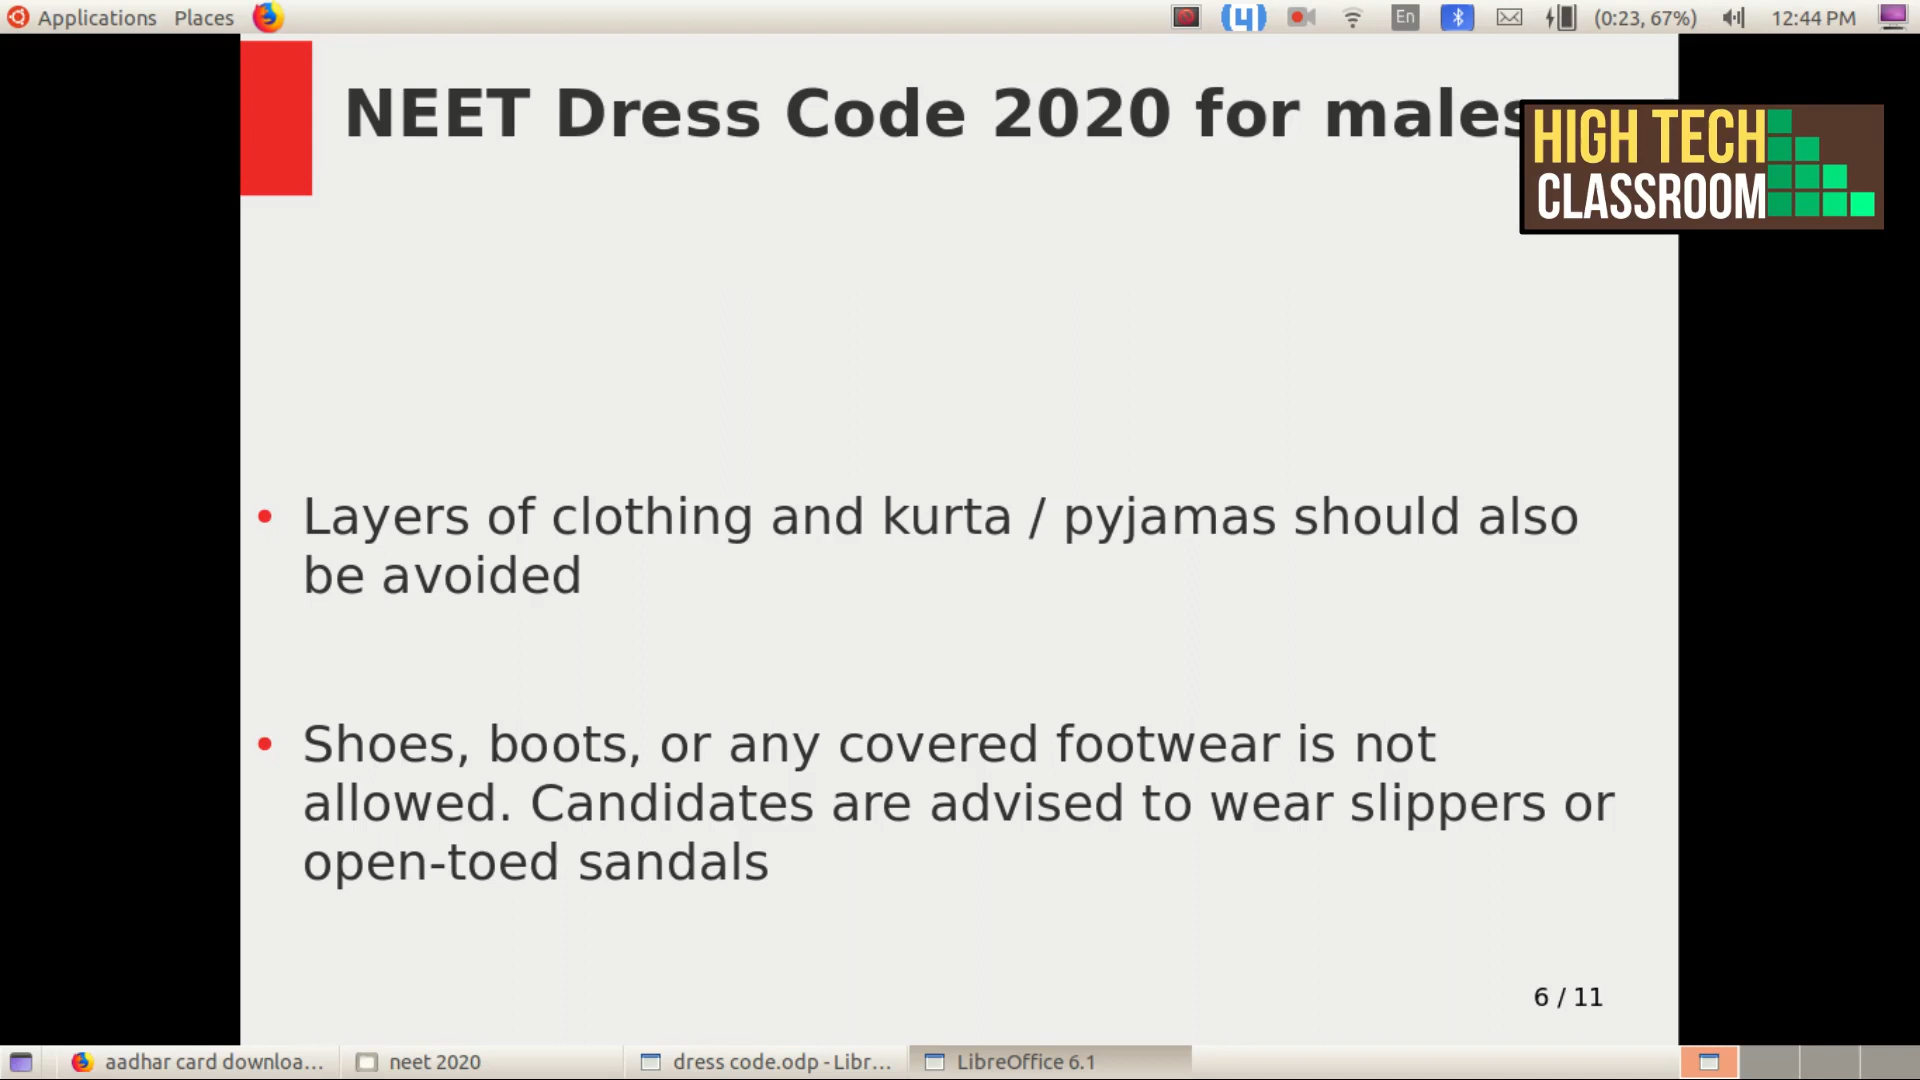 Applications Places
En
(0:23, 67%)
12:44 PM
NEET Dress Code 2020 for males
HIGH TECH
CLASSROOM
• Layers of clothing and kurta / pyjamas should also
be avoided
• Shoes, boots, or any covered footwear is not
allowed. Candidates are advised to wear slippers or
open-toed sandals
6 / 11
aadhar card downloa...
neet 2020
dress code.odp - Libr...
LibreOffice 6.1